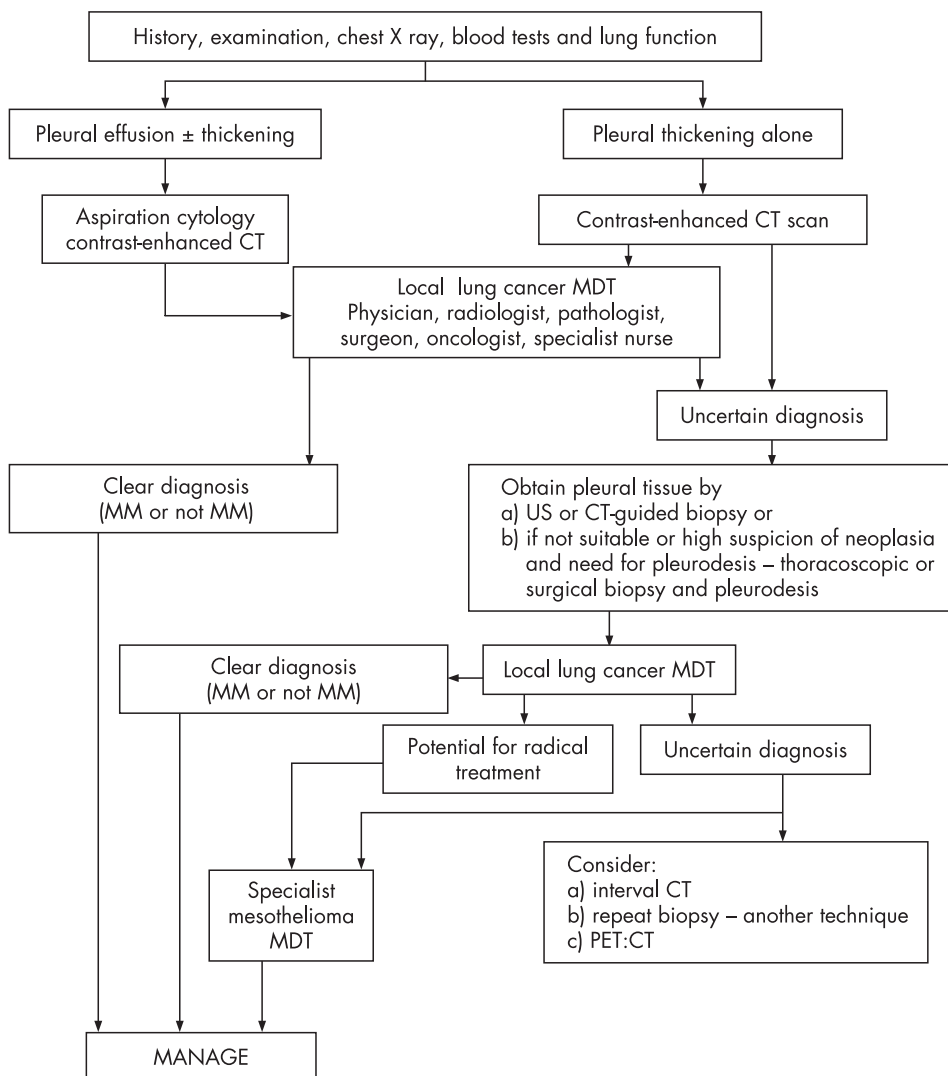 History, examination, chest X ray, blood tests and lung function
Pleural effusion ± thickening
Pleural thickening alone
Aspiration cytology
contrast-enhanced CT
Contrast-enhanced CT scan
Local lung cancer MDT
Physician, radiologist, pathologist,
surgeon, oncologist, specialist nurse
Uncertain diagnosis
Clear diagnosis
(MM or not MM)
Obtain pleural tissue by
a) US or CT-guided biopsy or
b) if not suitable or high suspicion of neoplasia
and need for pleurodesis – thoracoscopic or
surgical biopsy and pleurodesis
Clear diagnosis
(MM or not MM)
Local lung cancer MDT
Potential for radical
treatment
Uncertain diagnosis
Specialist
mesothelioma
MDT
Consider:
a) interval CT
b) repeat biopsy – another technique
c) PET:CT
MANAGE